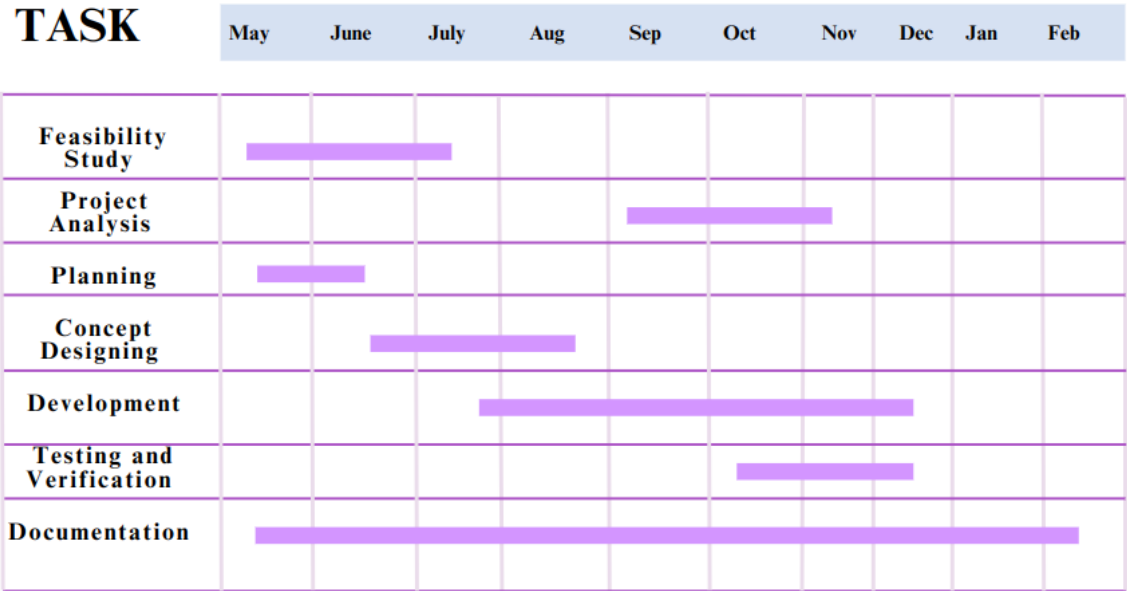 TASK May June July Aug Sep Oct Nov Dec Jan Feb
Feasibility
Study
Project
Analysis
Planning
Concept
Designing
Development
Testing and
Verification
Documentation